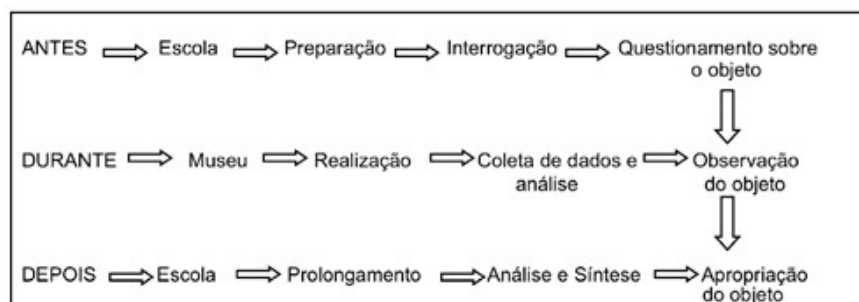 ANTES Escola Preparação Interrogação Questionamento sobre
o objeto
DURANTE Museu Realização Coleta de dados e Observação
análise do objeto
DEPOIS Escola Prolongamento Análise e Síntese Apropriação
do objeto